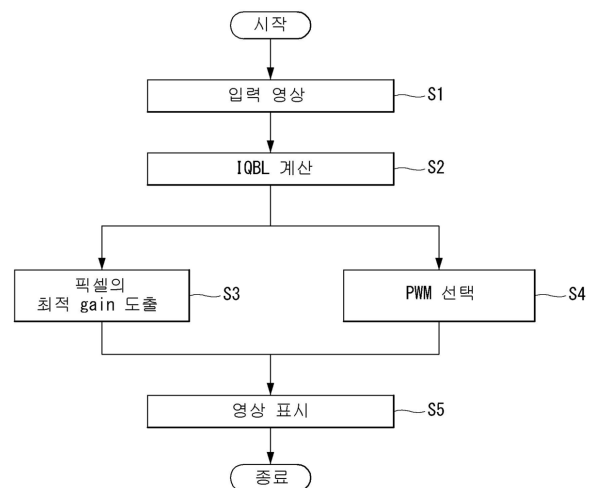 시작
입력 영상
S1
IQBL 계산
S2
픽셀의
최적 gain 도출
S3
PWM 선택
S4
영상 표시
S5
종료